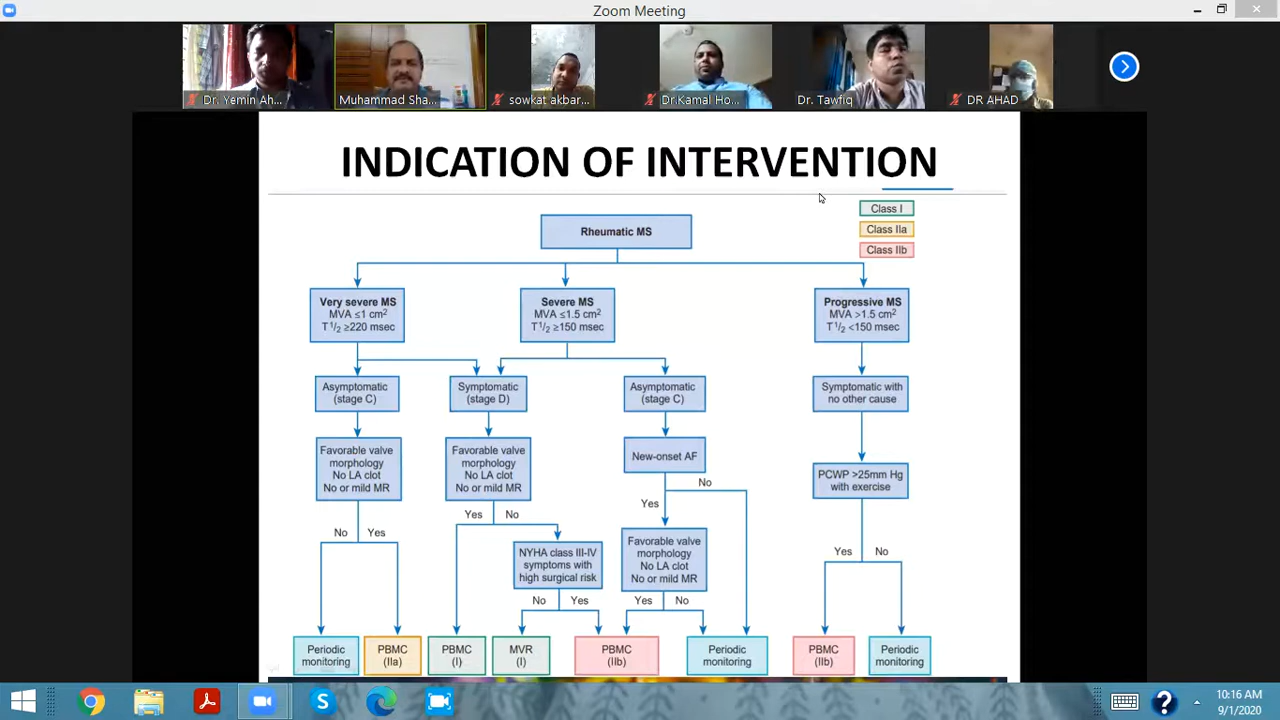 Zoom Meeting
Dr. Yemin Ah...
Muhammad Sha...
sowkat akbar...
Dr.Kamal Ho...
Dr. Tawfiq
DR AHAD
INDICATION OF INTERVENTION
Class I
Class IIa
Class IIb
Rheumatic MS
Very severe MS
MVA ≤1 cm²
T½ ≥220 msec
Severe MS
MVA ≤1.5 cm²
T½ ≥150 msec
Progressive MS
MVA >1.5 cm²
T½ <150 msec
Asymptomatic
(stage C)
Symptomatic
(stage D)
Asymptomatic
(stage C)
Symptomatic with
no other cause
Favorable valve
morphology
No LA clot
No or mild MR
Favorable valve
morphology
No LA clot
No or mild MR
New-onset AF
PCWP >25mm Hg
with exercise
No
Yes
Yes
No
Yes
No
NYHA class III-IV
symptoms with
high surgical risk
Favorable valve
morphology
No LA clot
No or mild MR
Yes
No
No
Yes
Yes
No
Periodic
monitoring
PBMC
(IIa)
PBMC
(I)
MVR
(I)
PBMC
(IIb)
Periodic
monitoring
PBMC
(IIb)
Periodic
monitoring
10:16 AM
9/1/2020